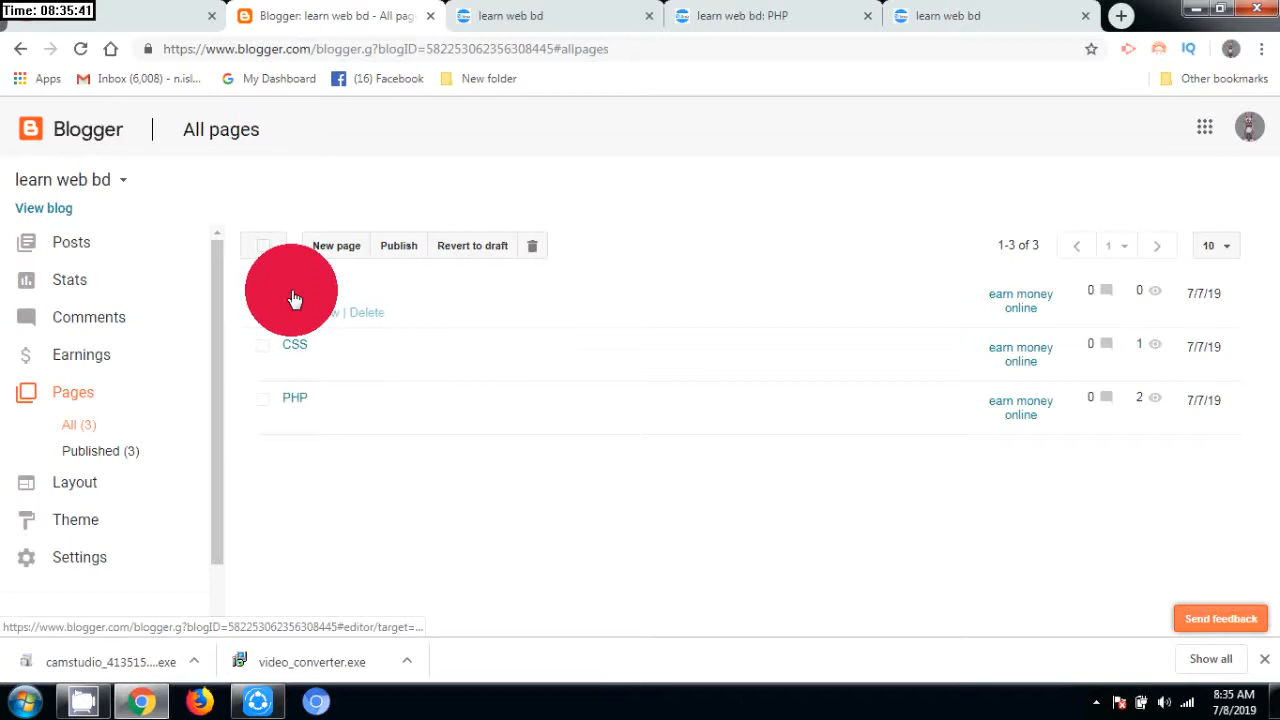 Time: 08:35:41
Blogger: learn web bd - All pag
learn web bd
learn web bd: PHP
learn web bd
https://www.blogger.com/blogger.g?blogID=582253062356308445#allpages
Apps
Inbox (6,008) - n.isl...
My Dashboard
(16) Facebook
New folder
Other bookmarks
IQ
Blogger
All pages
learn web bd
View blog
Posts
Stats
Comments
Earnings
Pages
All (3)
Published (3)
Layout
Theme
Settings
New page
Publish
Revert to draft
1-3 of 3
1
10
| Delete
earn money
online
0
0
7/7/19
CSS
earn money
online
0
1
7/7/19
PHP
earn money
online
0
2
7/7/19
Send feedback
https://www.blogger.com/blogger.g?blogID=582253062356308445#editor/target=...
camstudio_413515....exe
video_converter.exe
Show all
8:35 AM
7/8/2019